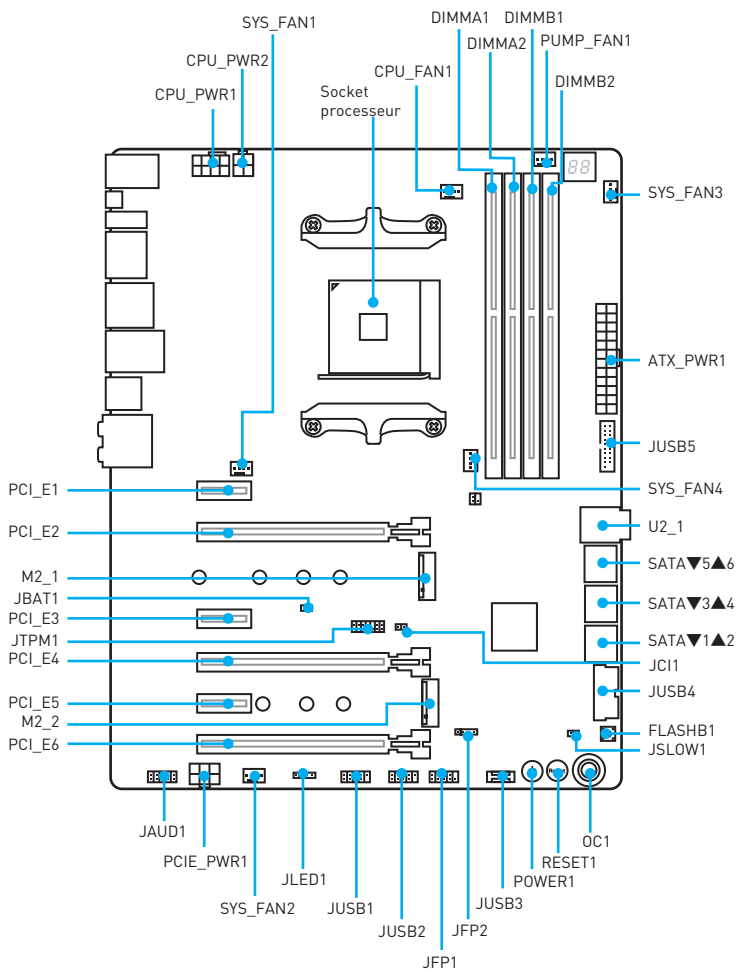 DIMMA1
DIMMB1
SYS_FAN1
DIMMA2
PUMP_FAN1
CPU_PWR2
CPU_FAN1
DIMMB2
CPU_PWR1
Socket
processeur
88
SYS_FAN3
ATX_PWR1
JUSB5
SYS_FAN4
PCI_E1
U2_1
PCI_E2
SATA▼5▲6
M2_1
JBAT1
SATA▼3▲4
PCI_E3
JTPM1
SATA▼1▲2
PCI_E4
JCI1
JUSB4
PCI_E5
M2_2
FLASHB1
PCI_E6
JSLOW1
JAUD1
OC1
PCIE_PWR1
RESET1
JLED1
POWER1
SYS_FAN2
JUSB1
JUSB3
JUSB2
JFP2
JFP1